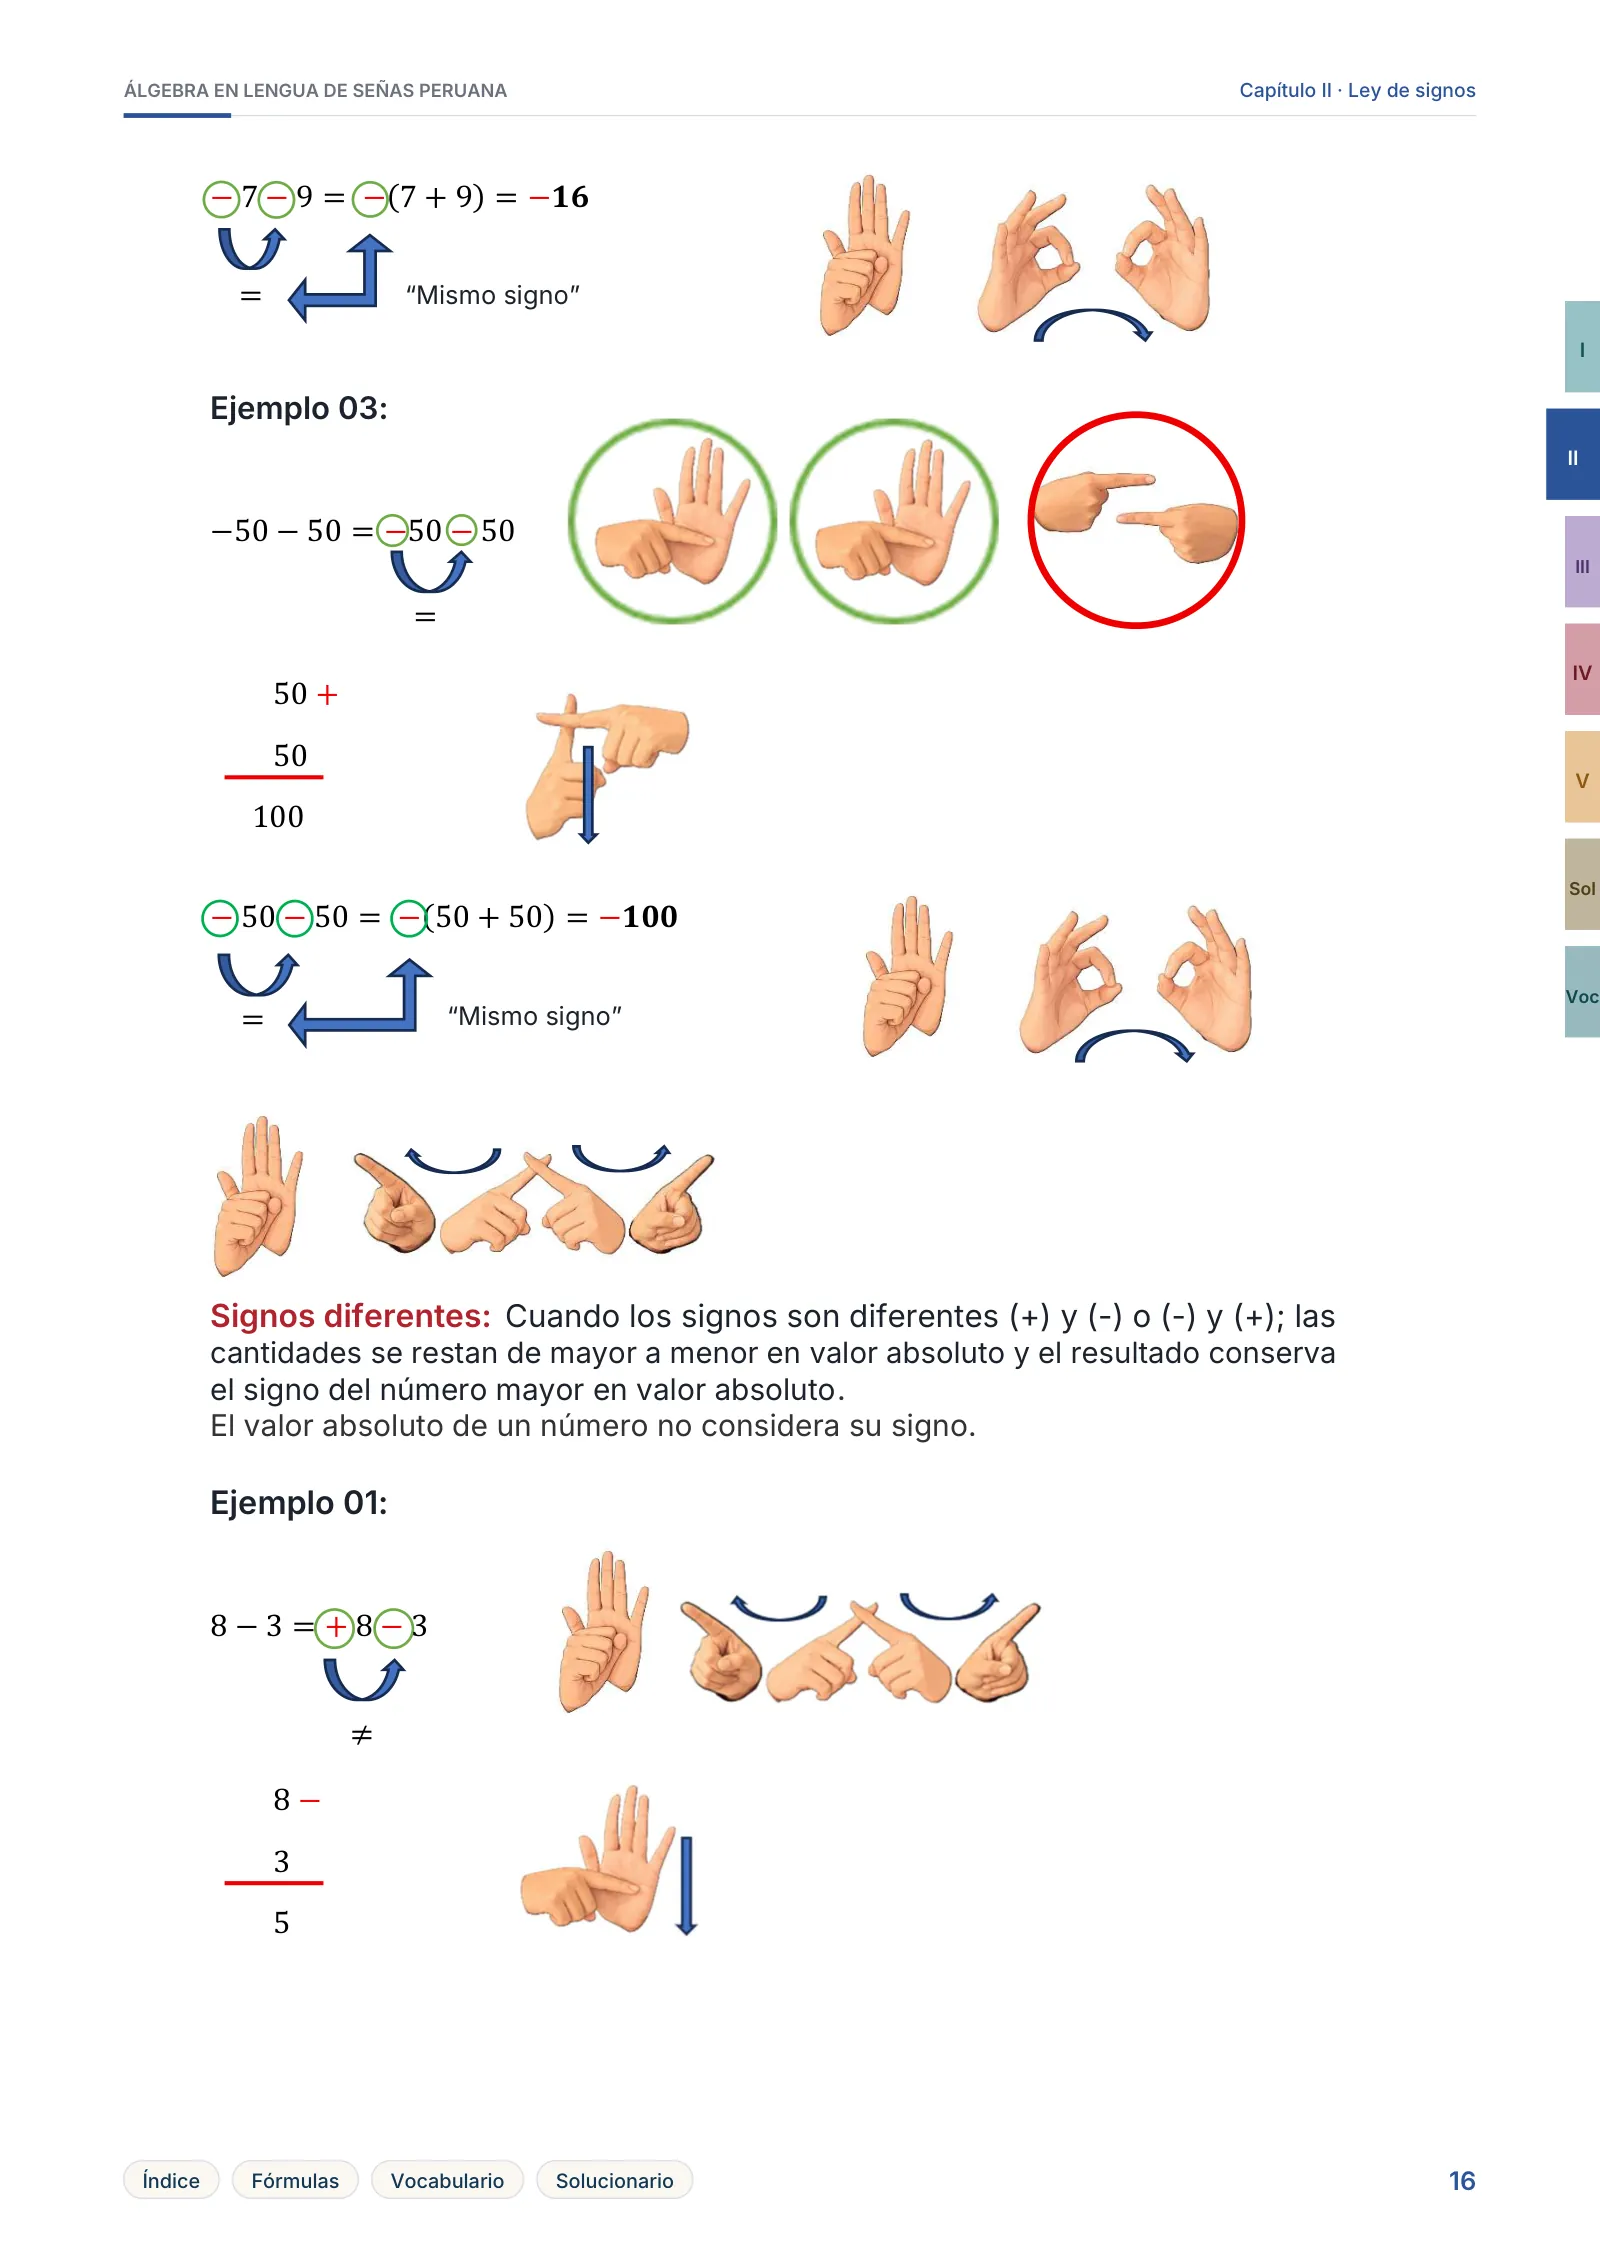 ÁLGEBRA EN LENGUA DE SEÑAS PERUANA
Capítulo II · Ley de signos
−7−9 = −(7 + 9) = −16
= “Mismo signo”
Ejemplo 03:
−50 − 50 = −50 − 50
=
50 +
50
100
−50−50 = −(50 + 50) = −100
= “Mismo signo”
Signos diferentes: Cuando los signos son diferentes (+) y (-) o (-) y (+); las
cantidades se restan de mayor a menor en valor absoluto y el resultado conserva
el signo del número mayor en valor absoluto.
El valor absoluto de un número no considera su signo.
Ejemplo 01:
8 − 3 = +8 − 3
≠
8 −
3
5
I
II
III
IV
V
Sol
Voc
Índice
Fórmulas
Vocabulario
Solucionario
16